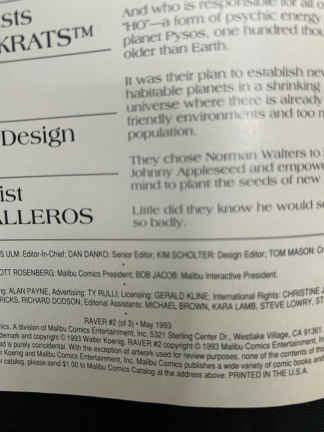 ists
KRATS™
Design
ist
ALLEROS
And who is responsible for all o
"HO"—a form of psychic energy
planet Pysos, one hundred thou
older than Earth.
It was their plan to establish new
habitable planets in a shrinking
universe where there is already
friendly environments and too m
population.
They chose Norman Walters to
Johnny Appleseed and empow
mind to plant the seeds of new
Little did they know he would s
so badly.
S ULM: Editor-In-Chief; DAN DANKO: Senior Editor; KIM SCHOLTER: Design Editor; TOM MASON: C
OTT ROSENBERG: Malibu Comics President; BOB JACOB: Malibu Interactive President.
ng; ALAN PAYNE, Advertising; TY RULLI, Licensing; GERALD KLINE; International Rights: CHRISTINE
RICKS, RICHARD DODSON; Editorial Assistants: MICHAEL BROWN, KARA LAMB, STEVE LOWRY, ST
RAVER #2 (of 3) • May 1993
ics. A division of Malibu Comics Entertainment, Inc. 5321 Sterling Center Dr., Westlake Village, CA 91361
demark and copyright © 1993 Walter Koenig. RAVER #2 copyright © 1993 Malibu Comics Entertainment, Inc.
ad is purely coincidental. With the exception of artwork used for review purposes, none of the contents of this
er Koenig and Malibu Comics Entertainment, Inc. Malibu Comics publishes a wide variety of comic books and
l catalog, please send $1.00 to Malibu Comics Catalog at the above address. PRINTED IN THE U.S.A.